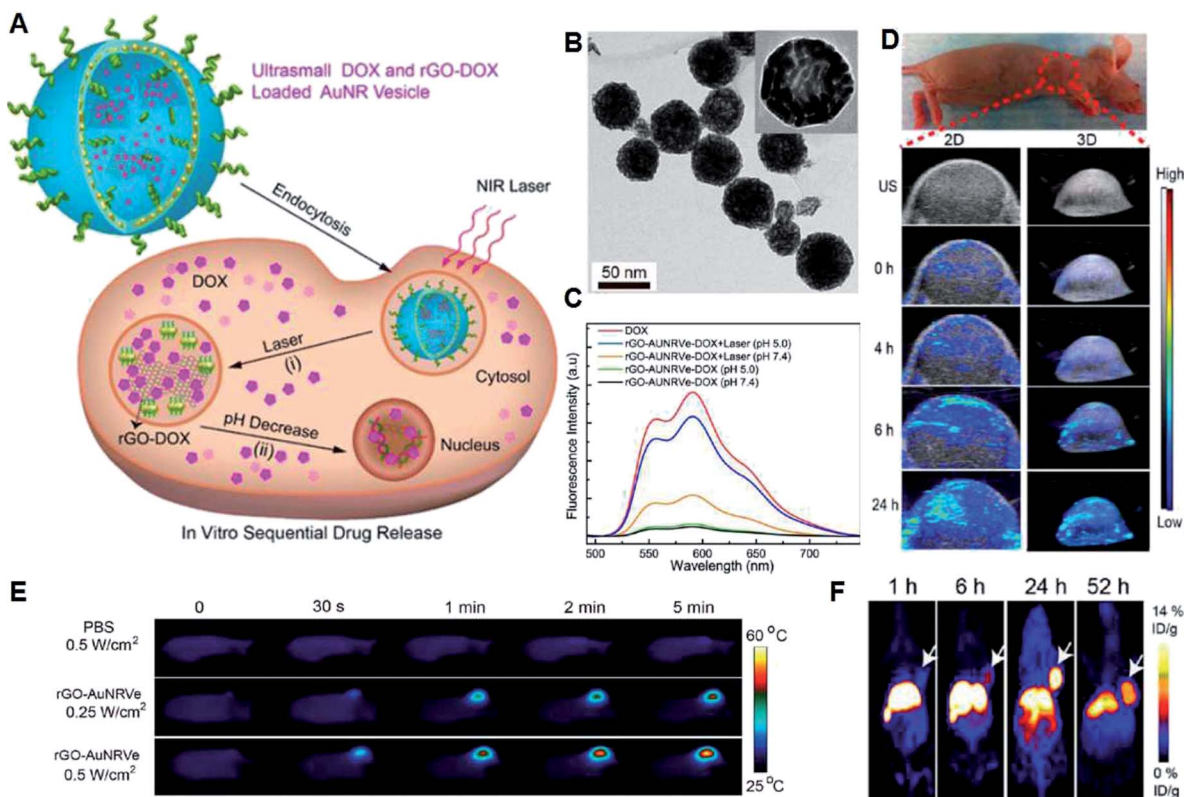 A
Ultrasmall DOX and rGO-DOX
Loaded AuNR Vesicle
Endocytosis
NIR Laser
DOX
Laser
(i)
Cytosol
rGO-DOX
pH Decrease
(ii)
Nucleus
In Vitro Sequential Drug Release
B
50 nm
C
DOX
rGO-AUNRVe-DOX+Laser (pH 5.0)
rGO-AUNRVe-DOX+Laser (pH 7.4)
rGO-AUNRVe-DOX (pH 5.0)
rGO-AUNRVe-DOX (pH 7.4)
Fluorescence Intensity (a.u)
500 550 600 650 700
Wavelength (nm)
D
2D 3D
US
0 h
4 h
6 h
24 h
High
Low
E
0 30 s 1 min 2 min 5 min
PBS
0.5 W/cm²
rGO-AuNRVe
0.25 W/cm²
rGO-AuNRVe
0.5 W/cm²
60 °C
25 °C
F
1 h 6 h 24 h 52 h
14 %
ID/g
0 %
ID/g